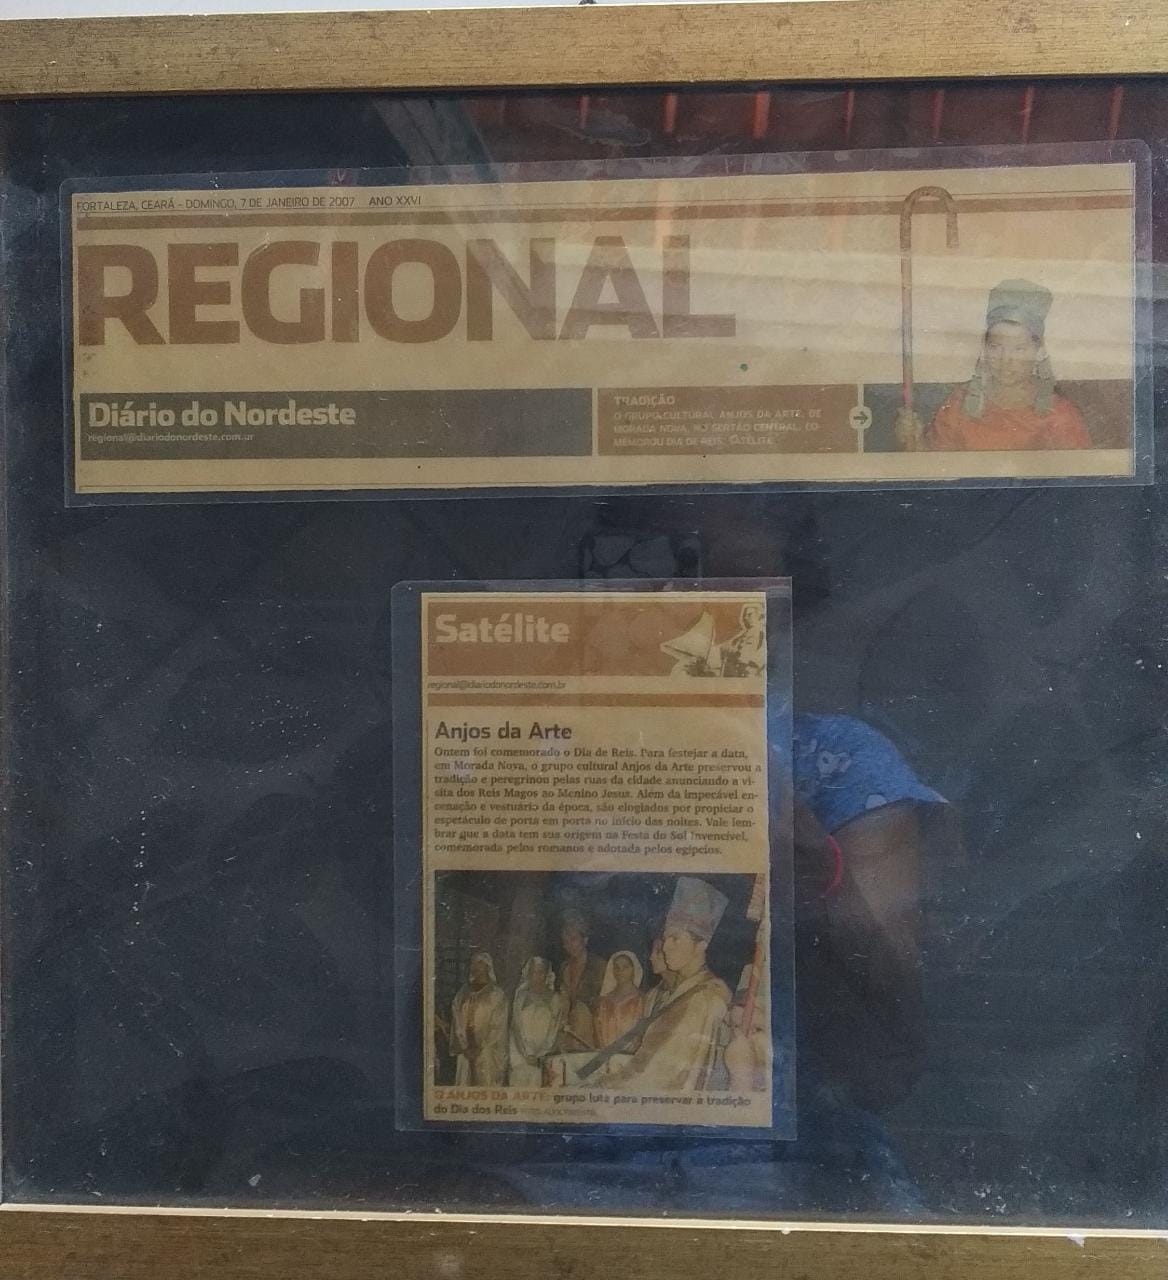 FORTALEZA, CEARÁ - DOMINGO, 7 DE JANEIRO DE 2007 ANO XXVI
REGIONAL
Diário do Nordeste
regional@diariodonordeste.com.br
TRADIÇÃO
O GRUPO CULTURAL ANJOS DA ARTE, DE
MORADA NOVA, NO SERTÃO CENTRAL, CO-
MEMOROU DIA DE REIS. SATÉLITE
Satélite
regional@diariodonordeste.com.br
Anjos da Arte
Ontem foi comemorado o Dia de Reis. Para festejar a data,
em Morada Nova, o grupo cultural Anjos da Arte preservou a
tradição e peregrinou pelas ruas da cidade anunciando a vi-
sita dos Reis Magos ao Menino Jesus. Além da impecável en-
cenação e vestuário da época, são elogiados por propiciar o
espetáculo de porta em porta no início das noites. Vale lem-
brar que a data tem sua origem na Festa do Sol Invencível,
comemorada pelos romanos e adotada pelos egípcios.
ANJOS DA ARTE: grupo luta para preservar a tradição
do Dia dos Reis